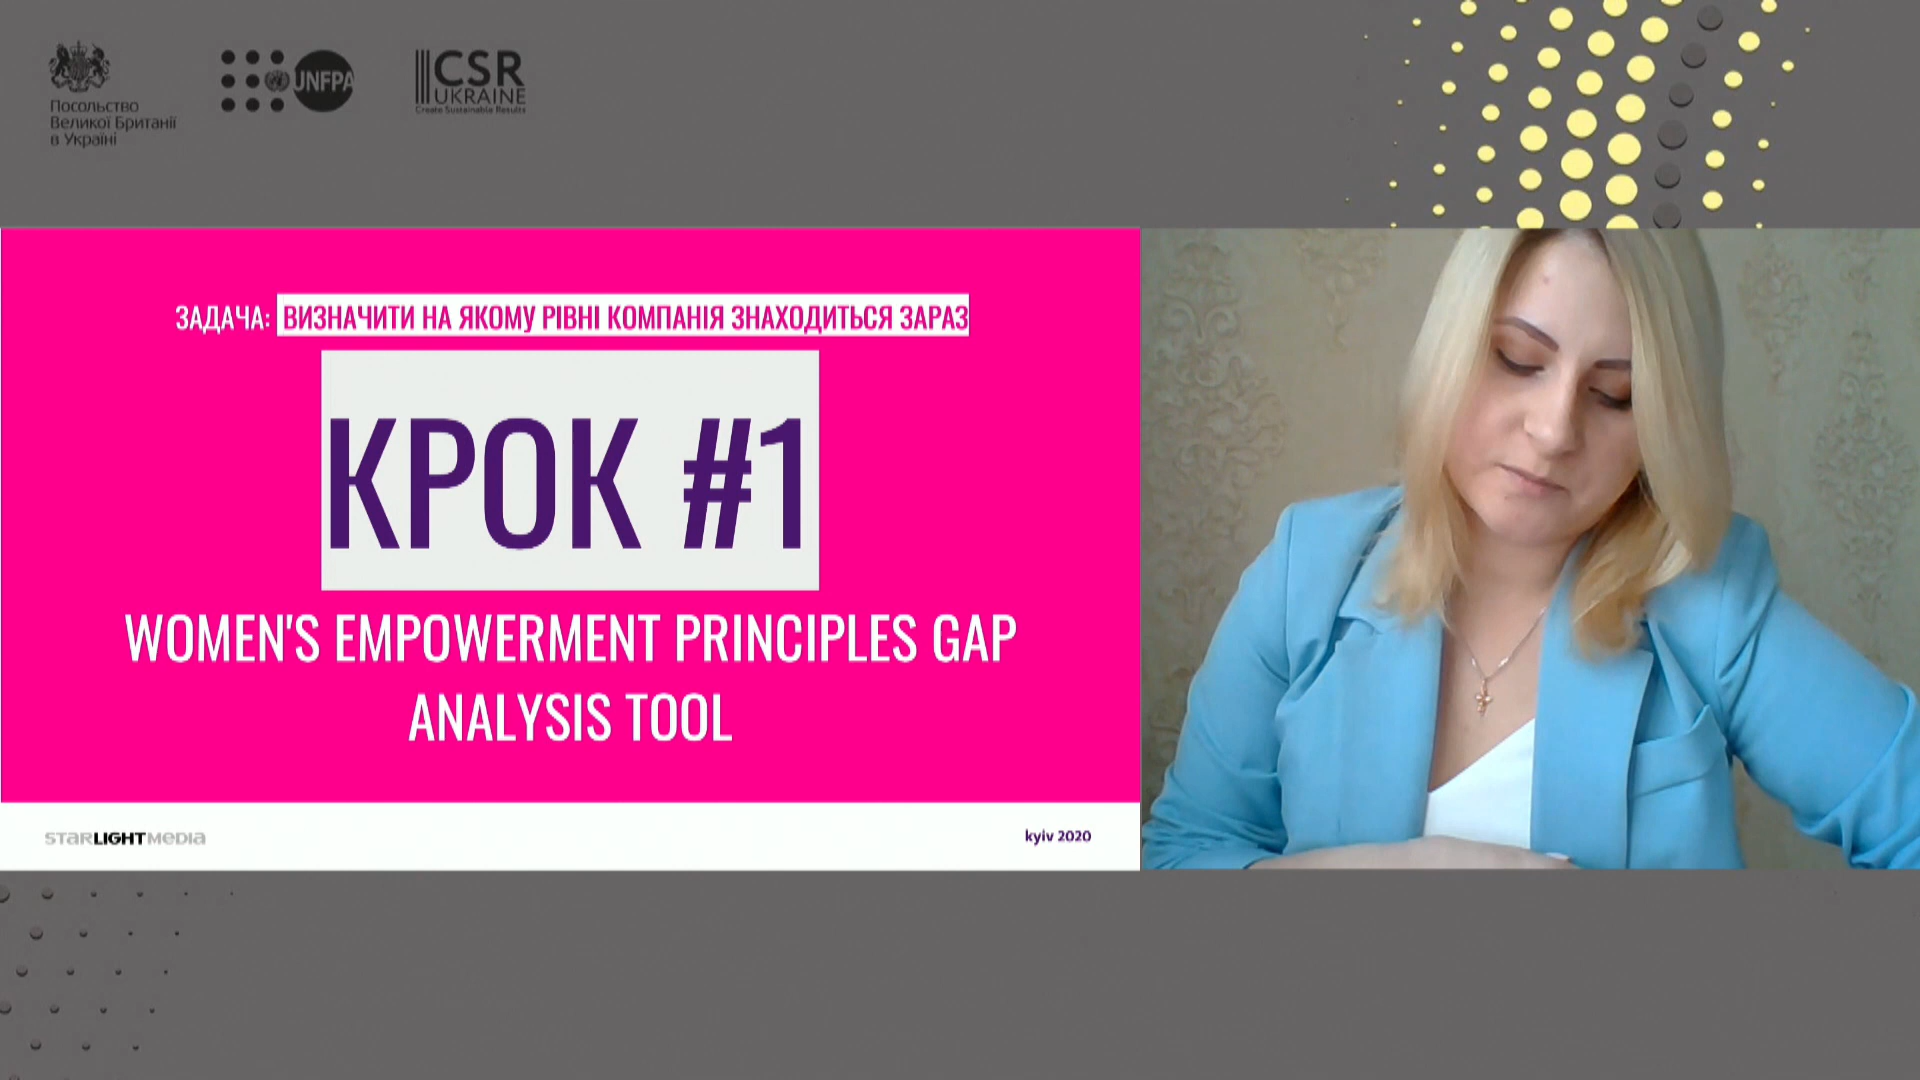 Посольство
Великої Британії
в Україні
UNFPA
CSR
UKRAINE
Create Sustainable Results
ЗАДАЧА: ВИЗНАЧИТИ НА ЯКОМУ РІВНІ КОМПАНІЯ ЗНАХОДИТЬСЯ ЗАРАЗ
КРОК #1
WOMEN'S EMPOWERMENT PRINCIPLES GAP
ANALYSIS TOOL
STARLIGHTMEDIA
kyiv 2020